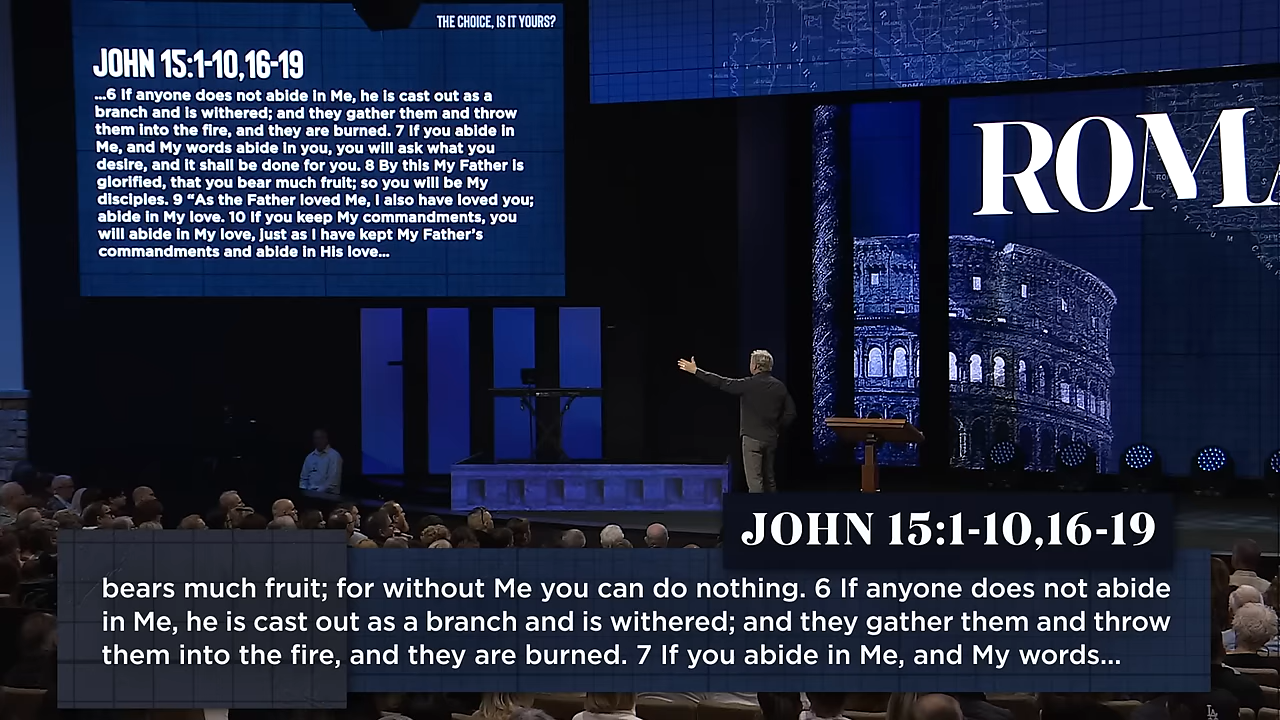 THE CHOICE, IS IT YOURS?
JOHN 15:1-10,16-19
...6 If anyone does not abide in Me, he is cast out as a
branch and is withered; and they gather them and throw
them into the fire, and they are burned. 7 If you abide in
Me, and My words abide in you, you will ask what you
desire, and it shall be done for you. 8 By this My Father is
glorified, that you bear much fruit; so you will be My
disciples. 9 “As the Father loved Me, I also have loved you;
abide in My love. 10 If you keep My commandments, you
will abide in My love, just as I have kept My Father’s
commandments and abide in His love...
ROMA
JOHN 15:1-10,16-19
bears much fruit; for without Me you can do nothing. 6 If anyone does not abide
in Me, he is cast out as a branch and is withered; and they gather them and throw
them into the fire, and they are burned. 7 If you abide in Me, and My words...